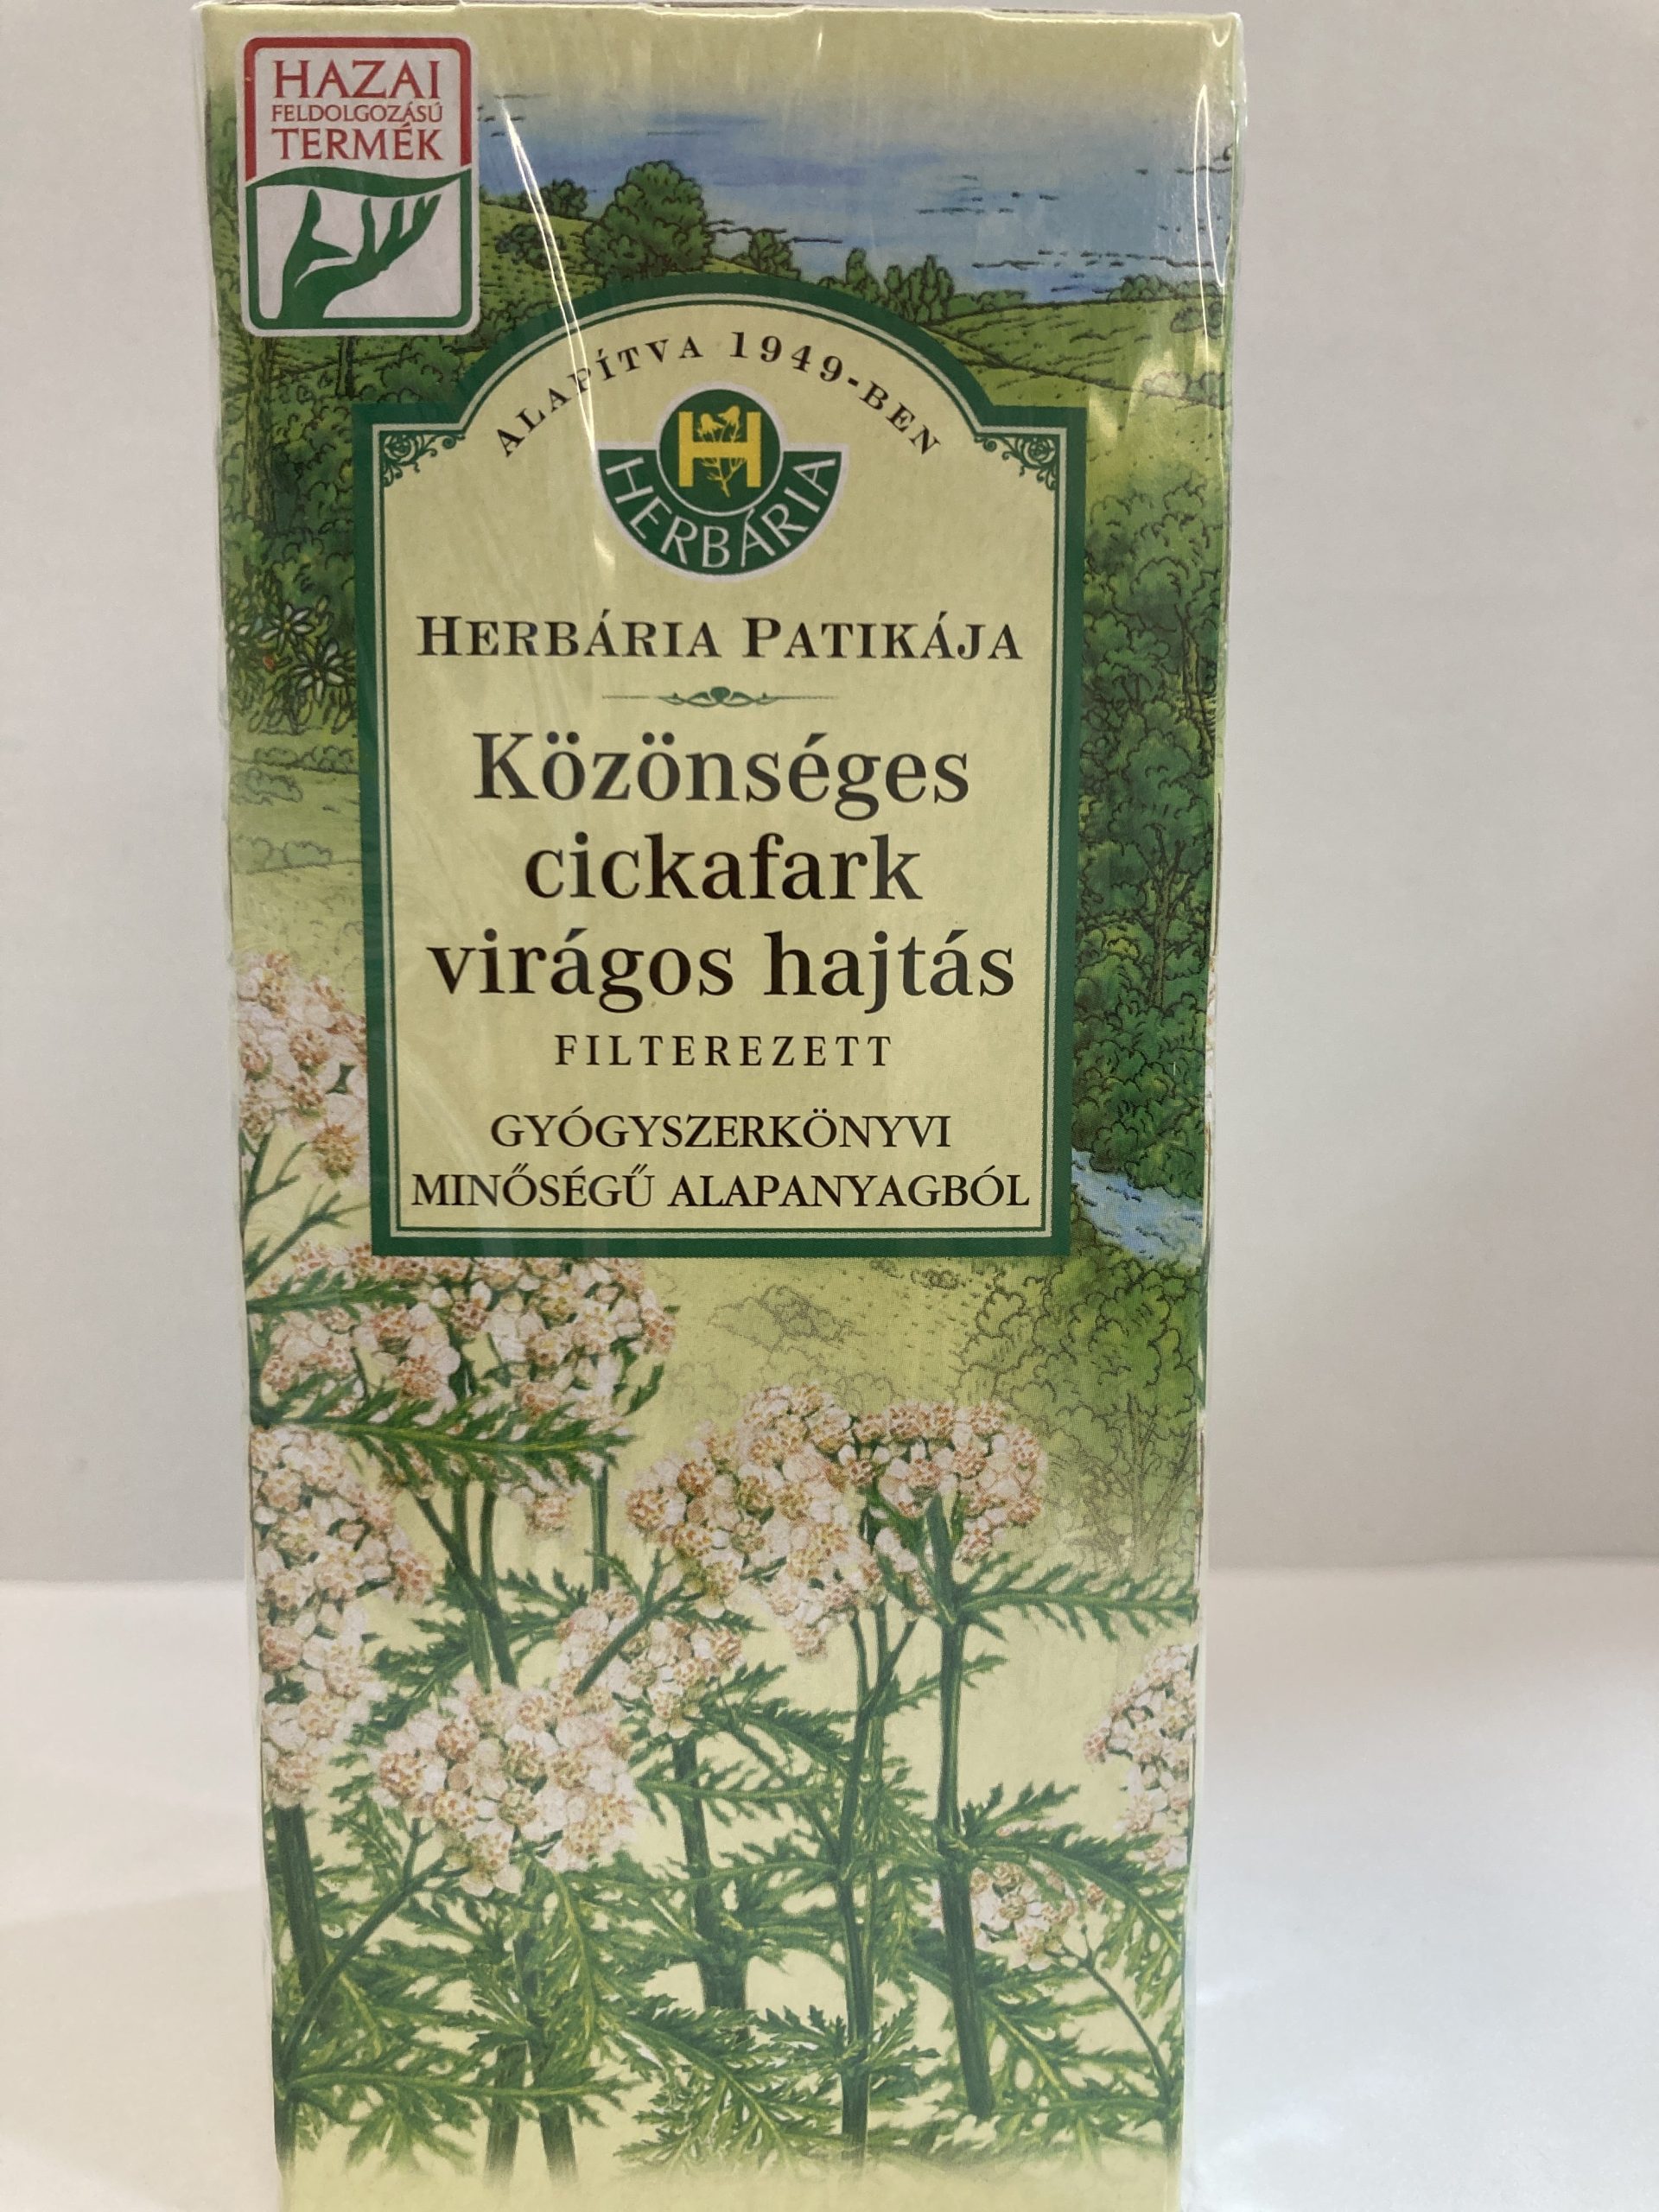 HAZAI
FELDOLGOZÁSÚ
TERMÉK
ALAPÍTVA 1949-BEN
H
HERBÁRIA
HERBÁRIA PATIKÁJA
Közönséges
cickafark
virágos hajtás
FILTEREZETT
GYÓGYSZERKÖNYVI
MINŐSÉGŰ ALAPANYAGBÓL